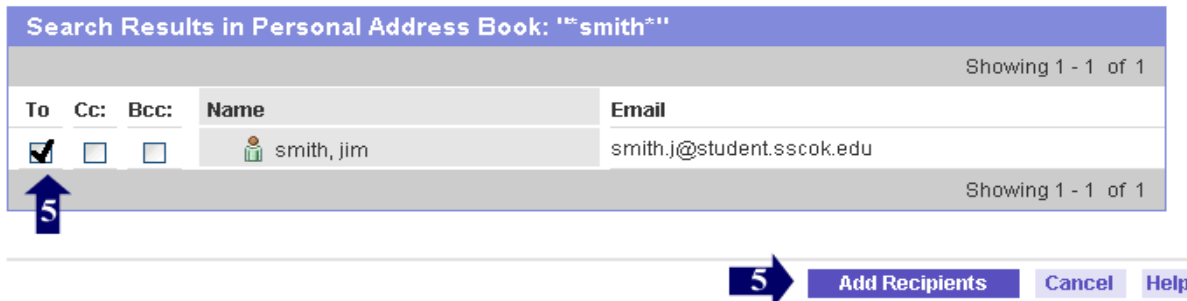 Search Results in Personal Address Book: "*smith*"
Showing 1 - 1 of 1
To Cc: Bcc: Name Email
smith, jim smith.j@student.sscok.edu
Showing 1 - 1 of 1
5
5 Add Recipients Cancel Help